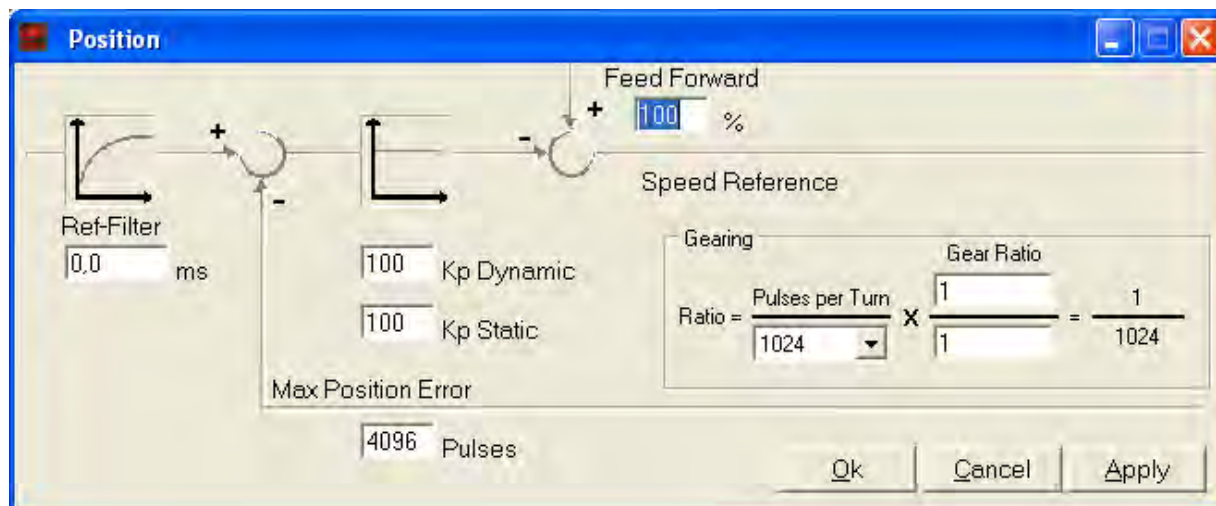 Position
Feed Forward
+
100 %
+
-
Speed Reference
-
Ref-Filter
0,0 ms
100 Kp Dynamic
100 Kp Static
Max Position Error
4096 Pulses
Gearing
Gear Ratio
Ratio = Pulses per Turn X 1 = 1
1024 1 1024
Ok Cancel Apply